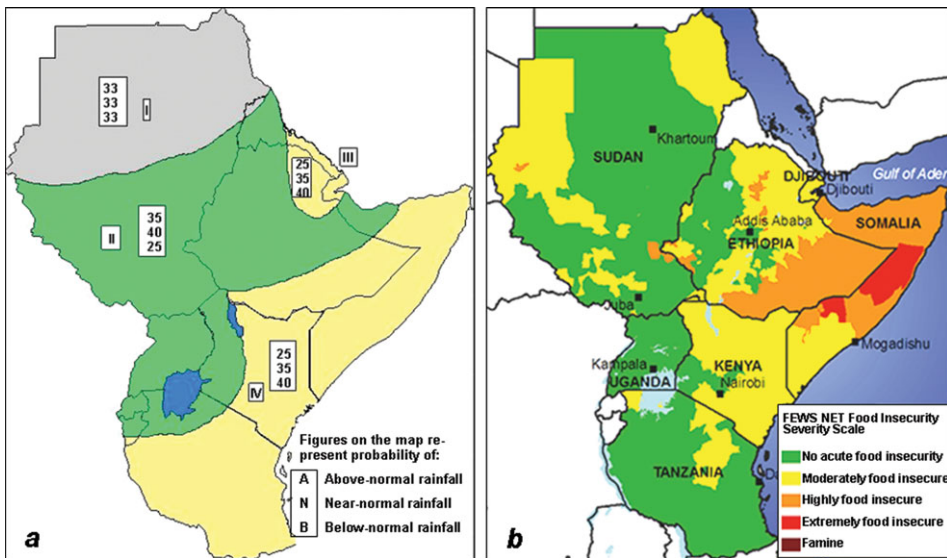 33
33
33
I
III
25
35
40
II
35
40
25
25
35
40
IV
Figures on the map re-
present probability of:
A Above-normal rainfall
N Near-normal rainfall
B Below-normal rainfall
a
Khartoum
SUDAN
DJIBOUTI
Djibouti
Gulf of Aden
Addis Ababa
ETHIOPIA
SOMALIA
Juba
Mogadishu
Kampala
UGANDA
KENYA
Nairobi
TANZANIA
FEWS NET Food Insecurity
Severity Scale
No acute food insecurity
Moderately food insecure
Highly food insecure
Extremely food insecure
Famine
b